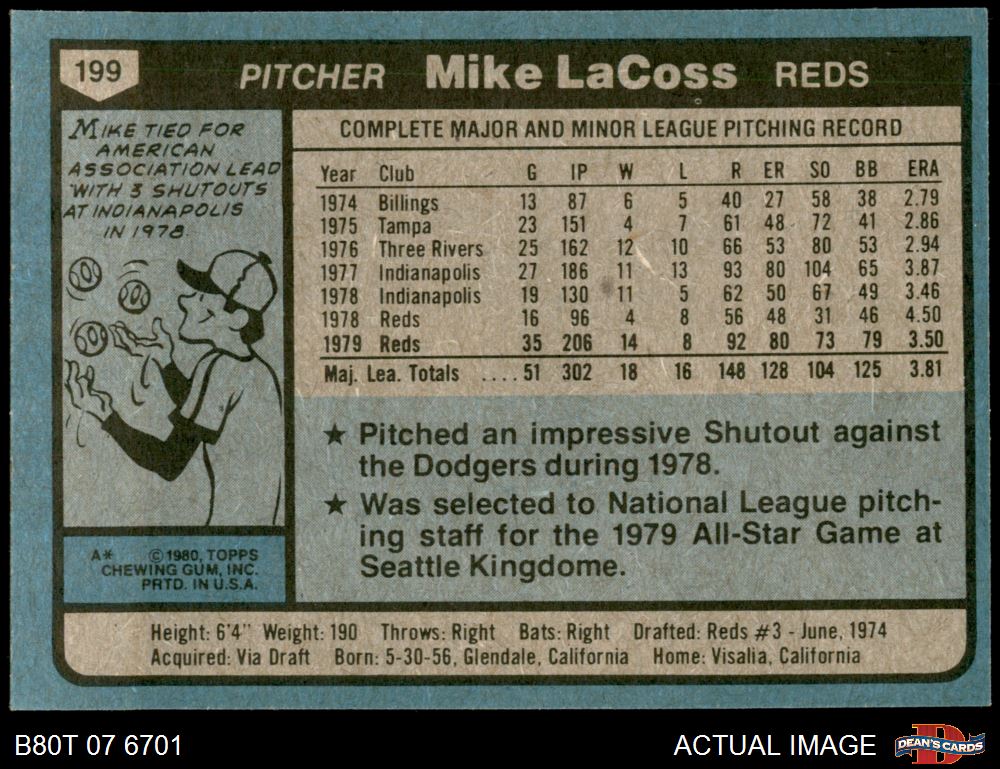 199 PITCHER Mike LaCoss REDS
MIKE TIED FOR
AMERICAN
ASSOCIATION LEAD
WITH 3 SHUTOUTS
AT INDIANAPOLIS
IN 1978.
COMPLETE MAJOR AND MINOR LEAGUE PITCHING RECORD
Year Club G IP W L R ER SO BB ERA
1974 Billings 13 87 6 5 40 27 58 38 2.79
1975 Tampa 23 151 4 7 61 48 72 41 2.86
1976 Three Rivers 25 162 12 10 66 53 80 53 2.94
1977 Indianapolis 27 186 11 13 93 80 104 65 3.87
1978 Indianapolis 19 130 11 5 62 50 67 49 3.46
1978 Reds 16 96 4 8 56 48 31 46 4.50
1979 Reds 35 206 14 8 92 80 73 79 3.50
Maj. Lea. Totals .... 51 302 18 16 148 128 104 125 3.81
★ Pitched an impressive Shutout against
the Dodgers during 1978.
★ Was selected to National League pitch-
ing staff for the 1979 All-Star Game at
Seattle Kingdome.
A* © 1980, TOPPS
CHEWING GUM, INC.
PRTD. IN U.S.A.
Height: 6'4" Weight: 190 Throws: Right Bats: Right Drafted: Reds #3 - June, 1974
Acquired: Via Draft Born: 5-30-56, Glendale, California Home: Visalia, California
B80T 07 6701
ACTUAL IMAGE
DEAN'S CARDS